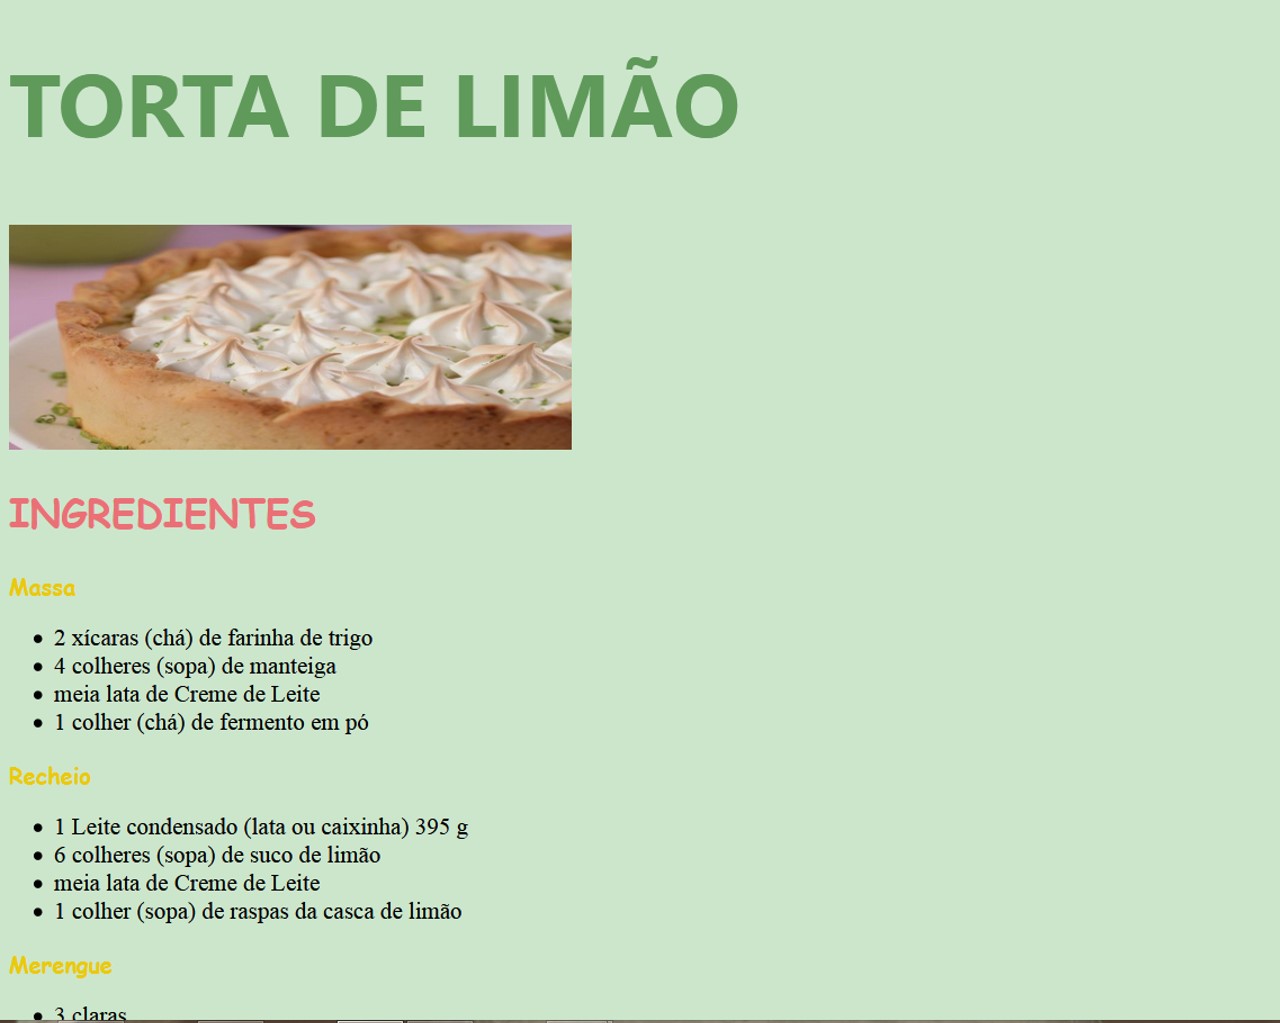 TORTA DE LIMÃO
INGREDIENTES
Massa
2 xícaras (chá) de farinha de trigo
4 colheres (sopa) de manteiga
meia lata de Creme de Leite
1 colher (chá) de fermento em pó
Recheio
1 Leite condensado (lata ou caixinha) 395 g
6 colheres (sopa) de suco de limão
meia lata de Creme de Leite
1 colher (sopa) de raspas da casca de limão
Merengue
3 claras